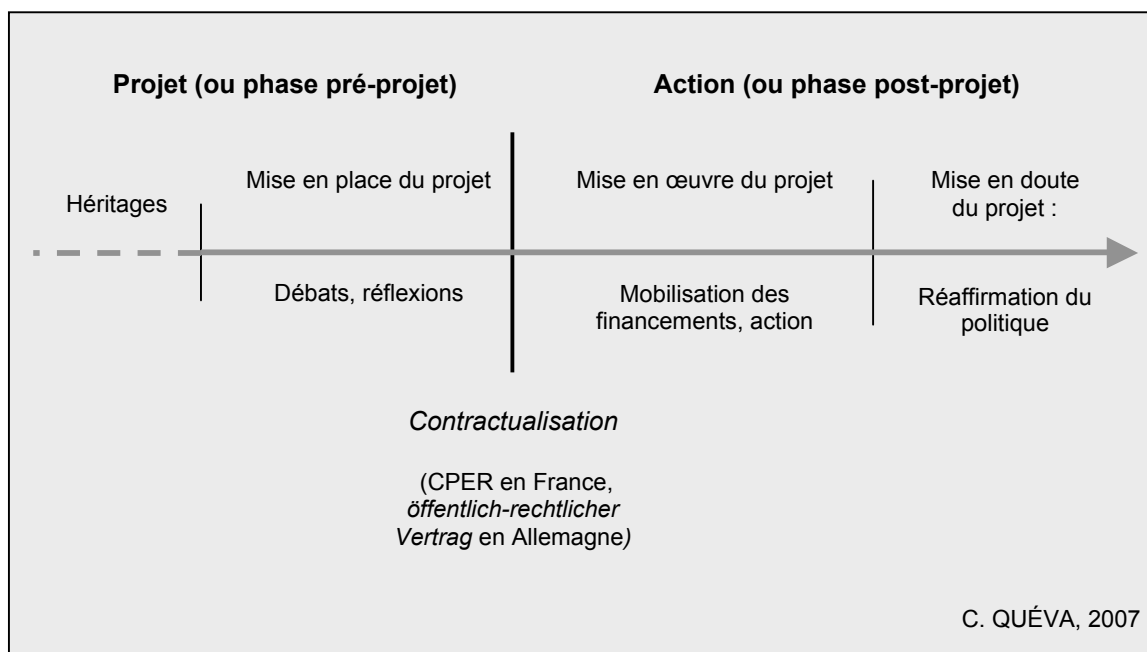 Projet (ou phase pré-projet)
Action (ou phase post-projet)
Héritages
Mise en place du projet
Débats, réflexions
Mise en œuvre du projet
Mobilisation des
financements, action
Mise en doute
du projet :
Réaffirmation du
politique
Contractualisation
(CPER en France,
öffentlich-rechtlicher
Vertrag en Allemagne)
C. QUÉVA, 2007